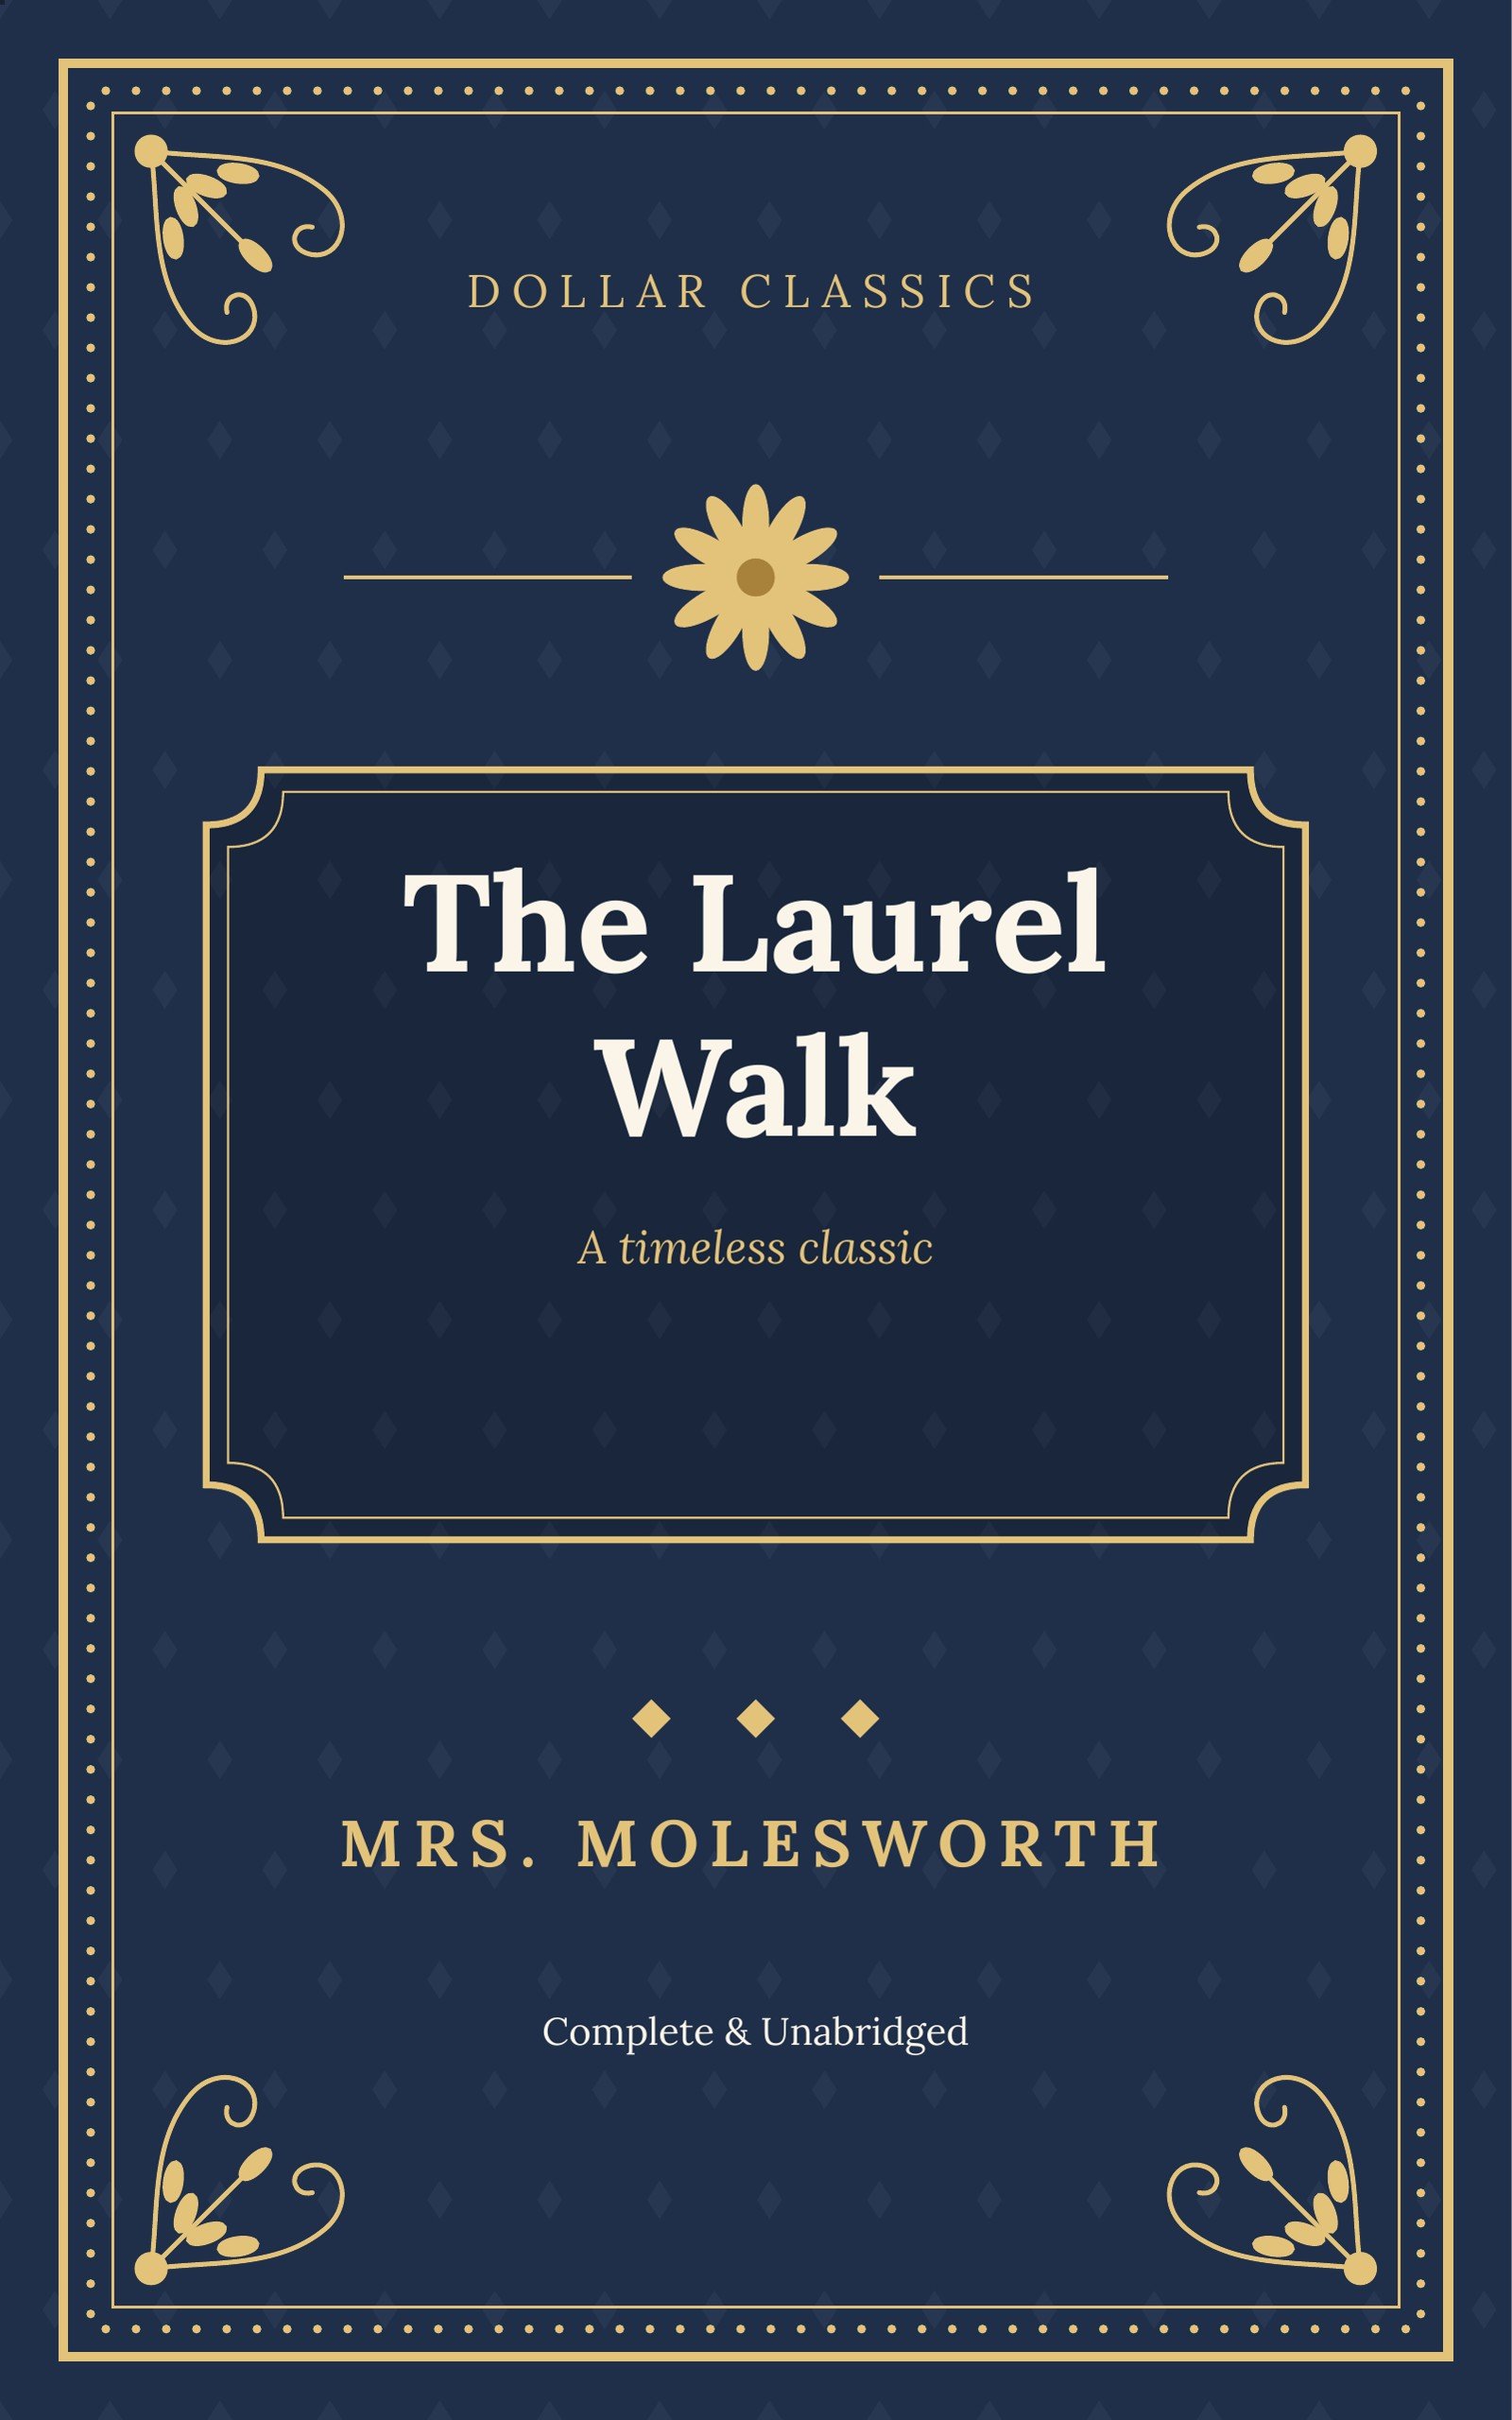 DOLLAR CLASSICS
The Laurel
Walk
A timeless classic
MRS. MOLESWORTH
Complete & Unabridged